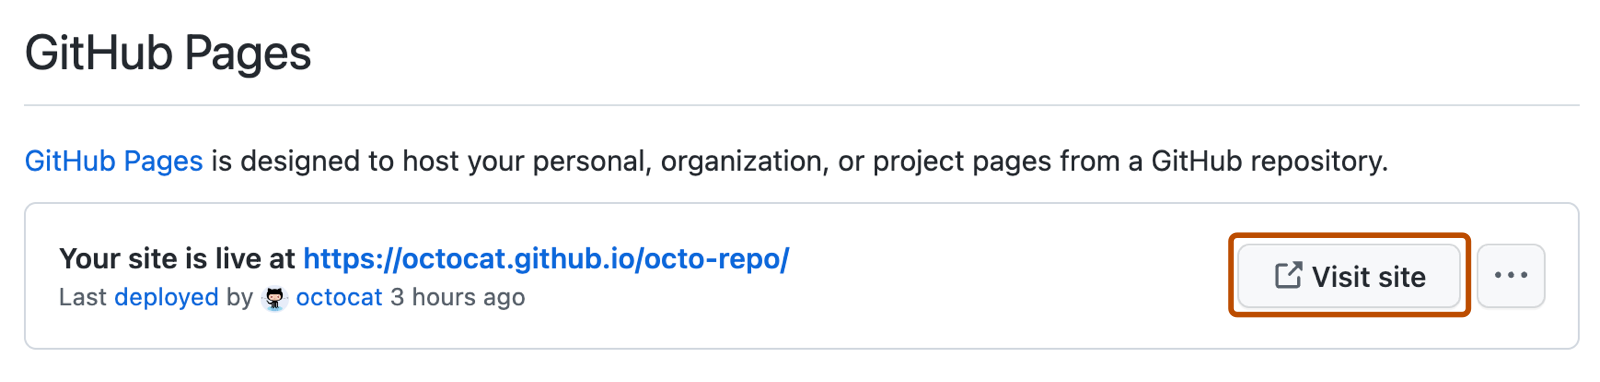 GitHub Pages
GitHub Pages is designed to host your personal, organization, or project pages from a GitHub repository.
Your site is live at https://octocat.github.io/octo-repo/
Last deployed by octocat 3 hours ago
Visit site